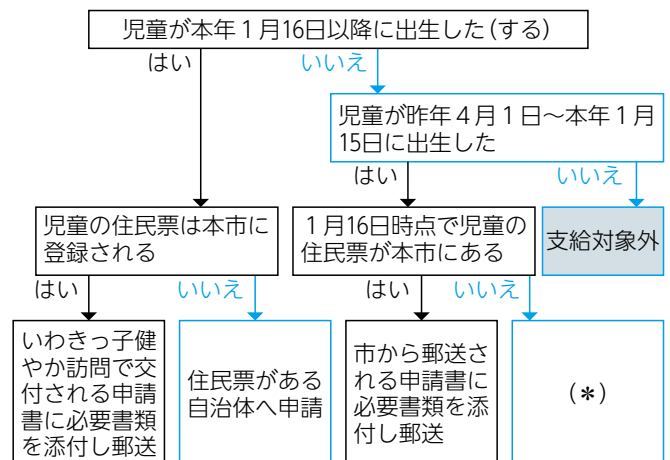 児童が本年１月16日以降に出生した(する)
はい
いいえ
児童が昨年４月１日～本年１月
15日に出生した
はい
いいえ
児童の住民票は本市に
登録される
１月16日時点で児童の
住民票が本市にある
支給対象外
はい
いいえ
はい
いいえ
いわきっ子健
やか訪問で交
付される申請
書に必要書類
を添付し郵送
住民票がある
自治体へ申請
市から郵送さ
れる申請書に
必要書類を添
付し郵送
(＊)